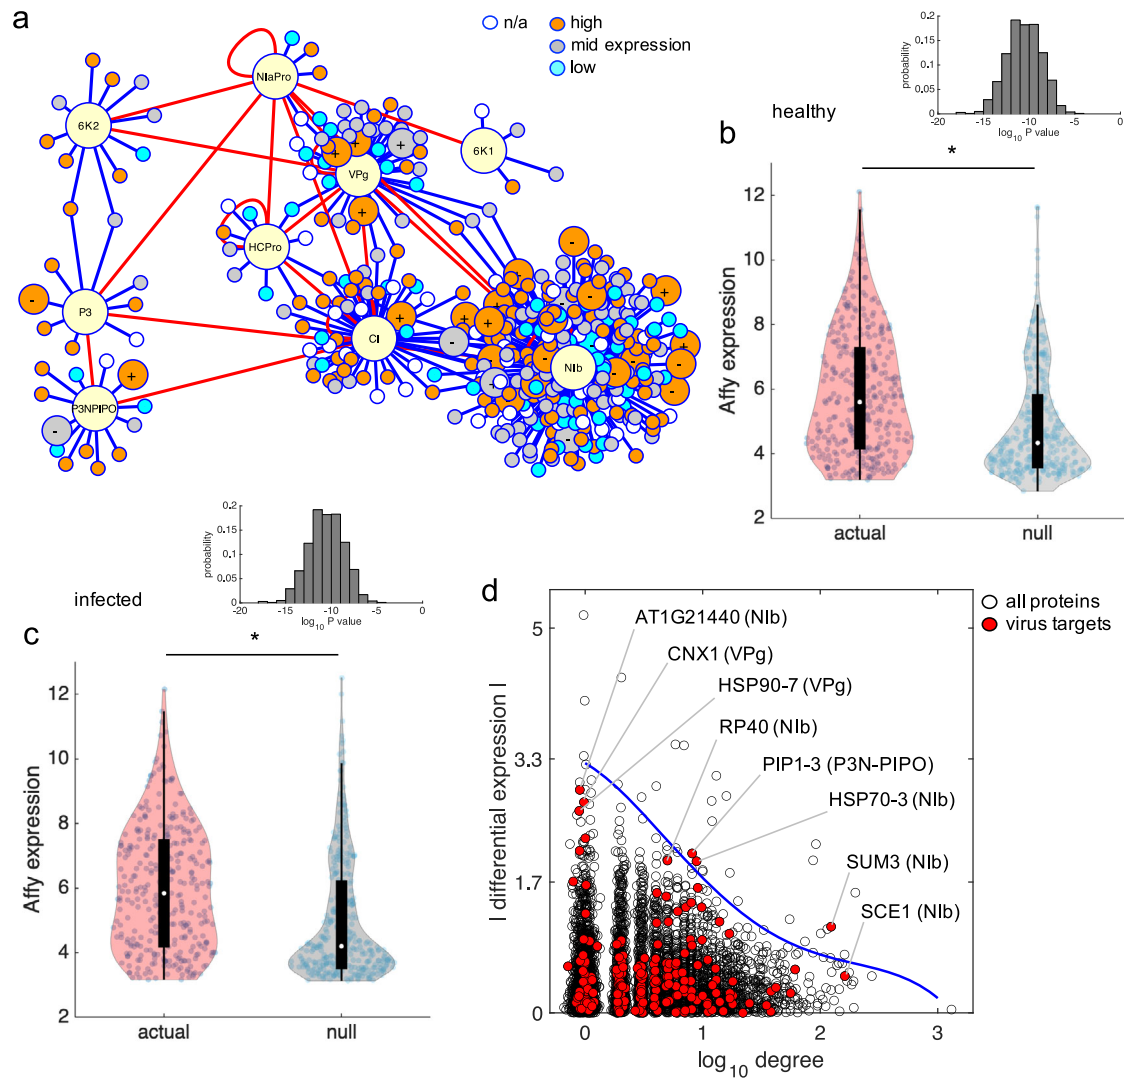 a
n/a
high
mid expression
low
NIaPro
6K2
6K1
VPg
HCPro
P3
CI
NIb
P3NPIPO
+
+
+
+
+
+
+
+
+
+
-
-
-
-
-
-
-
-
-
-
healthy
probability
0.2
0.15
0.1
0.05
0
-20
-15
-10
-5
0
log10 P value
b
*
Affy expression
12
10
8
6
4
2
actual
null
infected
probability
0.2
0.15
0.1
0.05
0
-20
-15
-10
-5
0
log10 P value
c
*
Affy expression
12
10
8
6
4
2
actual
null
d
all proteins
virus targets
AT1G21440 (NIb)
CNX1 (VPg)
HSP90-7 (VPg)
RP40 (NIb)
PIP1-3 (P3N-PIPO)
HSP70-3 (NIb)
SUM3 (NIb)
SCE1 (NIb)
| differential expression |
5
3.3
1.7
0
0
1
2
3
log10 degree